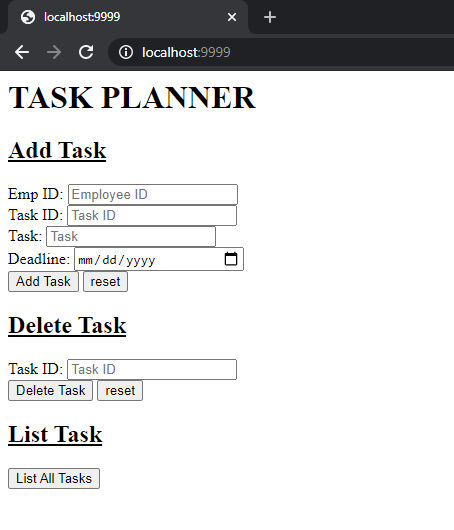 localhost:9999
localhost:9999
TASK PLANNER
Add Task
Emp ID: Employee ID
Task ID: Task ID
Task: Task
Deadline: mm/dd/yyyy
Add Task reset
Delete Task
Task ID: Task ID
Delete Task reset
List Task
List All Tasks